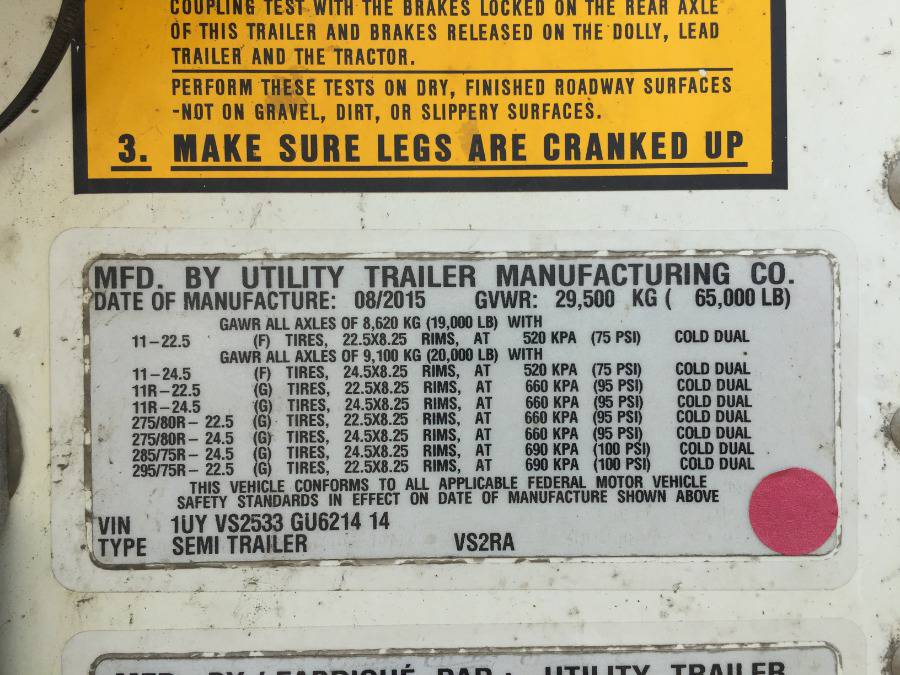 COUPLING TEST WITH THE BRAKES LOCKED ON THE REAR AXLE
OF THIS TRAILER AND BRAKES RELEASED ON THE DOLLY, LEAD
TRAILER AND THE TRACTOR.
PERFORM THESE TESTS ON DRY, FINISHED ROADWAY SURFACES
-NOT ON GRAVEL, DIRT, OR SLIPPERY SURFACES.
3. MAKE SURE LEGS ARE CRANKED UP
MFD. BY UTILITY TRAILER MANUFACTURING CO.
DATE OF MANUFACTURE: 08/2015 GVWR: 29,500 KG ( 65,000 LB)
GAWR ALL AXLES OF 8,620 KG (19,000 LB) WITH
11-22.5 (F) TIRES, 22.5X8.25 RIMS, AT 520 KPA (75 PSI) COLD DUAL
GAWR ALL AXLES OF 9,100 KG (20,000 LB) WITH
11-24.5 (F) TIRES, 24.5X8.25 RIMS, AT 520 KPA (75 PSI) COLD DUAL
11R-22.5 (G) TIRES, 22.5X8.25 RIMS, AT 660 KPA (95 PSI) COLD DUAL
11R-24.5 (G) TIRES, 24.5X8.25 RIMS, AT 660 KPA (95 PSI) COLD DUAL
275/80R- 22.5 (G) TIRES, 22.5X8.25 RIMS, AT 660 KPA (95 PSI) COLD DUAL
275/80R- 24.5 (G) TIRES, 24.5X8.25 RIMS, AT 660 KPA (95 PSI) COLD DUAL
285/75R- 24.5 (G) TIRES, 24.5X8.25 RIMS, AT 690 KPA (100 PSI) COLD DUAL
295/75R- 22.5 (G) TIRES, 22.5X8.25 RIMS, AT 690 KPA (100 PSI) COLD DUAL
THIS VEHICLE CONFORMS TO ALL APPLICABLE FEDERAL MOTOR VEHICLE
SAFETY STANDARDS IN EFFECT ON DATE OF MANUFACTURE SHOWN ABOVE
VIN 1UY VS2533 GU6214 14
TYPE SEMI TRAILER VS2RA
MFD. BY/FABRIQUÉ PAR: UTILITY TRAILER